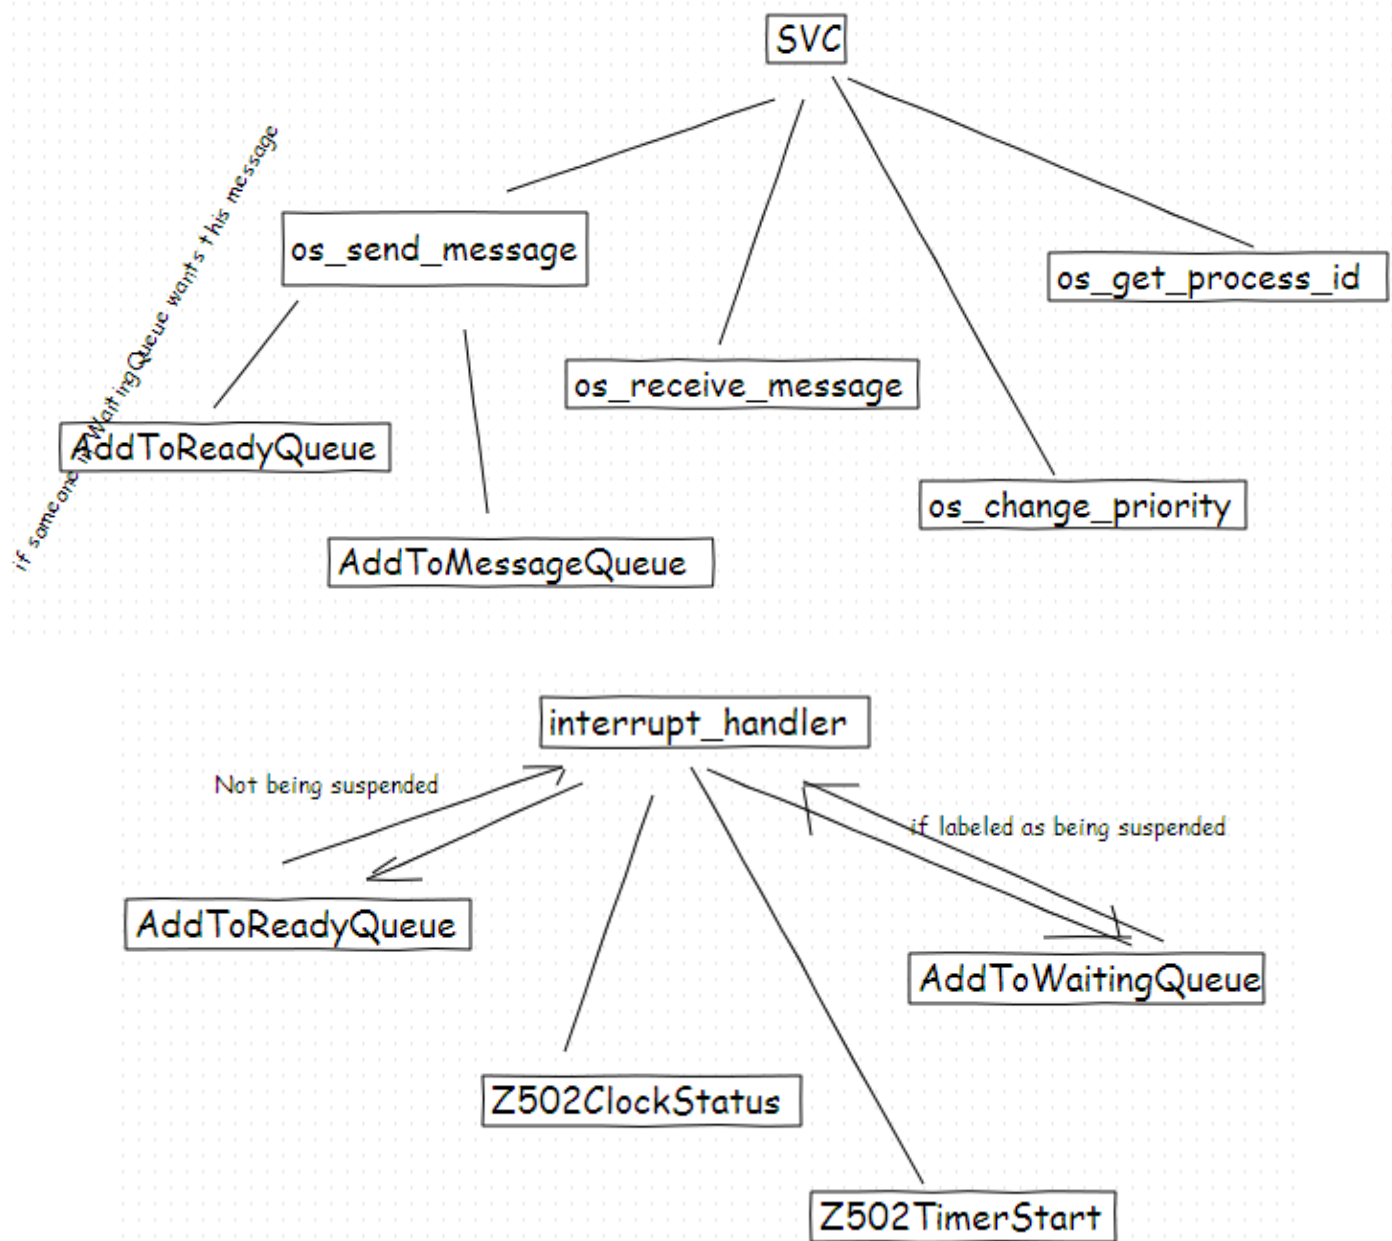 SVC
if someone in WaitingQueue wants this message
os_send_message
os_get_process_id
os_receive_message
AddToReadyQueue
os_change_priority
AddToMessageQueue
interrupt_handler
Not being suspended
if labeled as being suspended
AddToReadyQueue
AddToWaitingQueue
Z502ClockStatus
Z502TimerStart